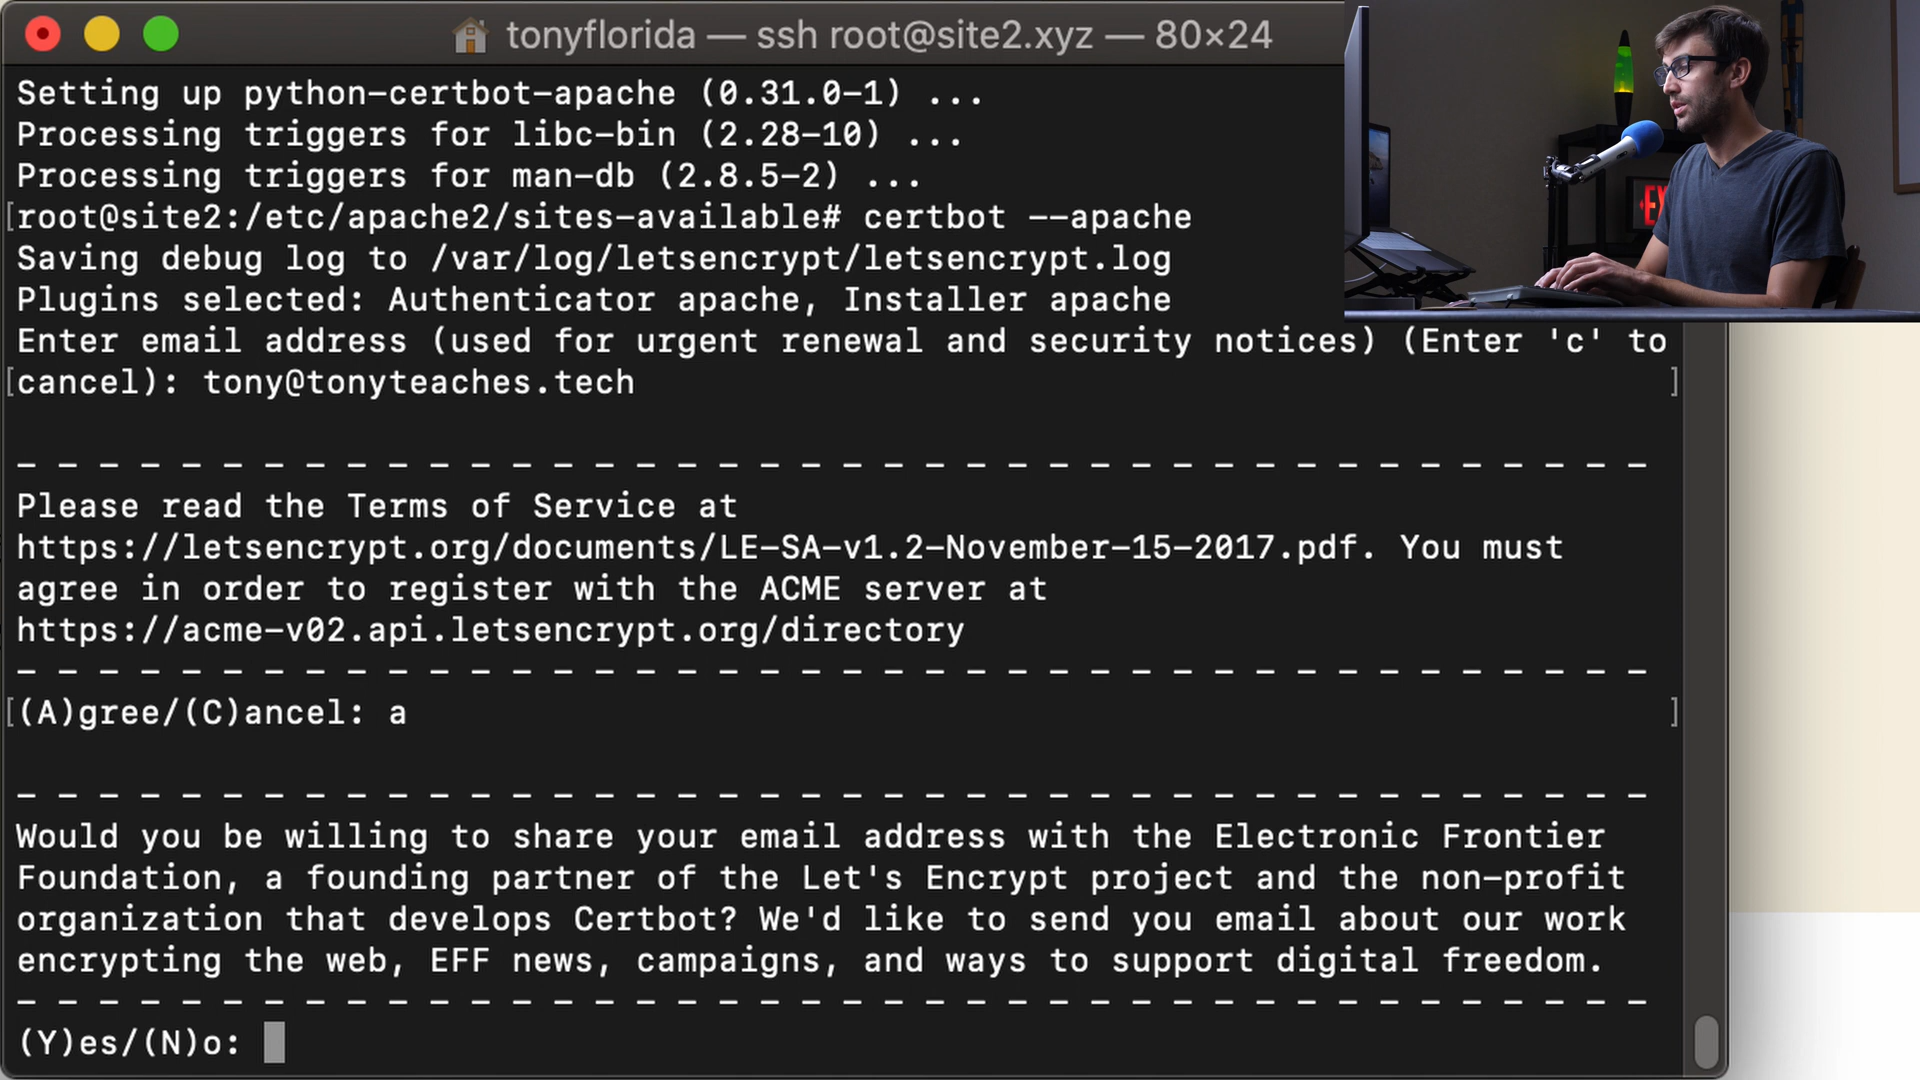 tonyflorida — ssh root@site2.xyz — 80×24
Setting up python-certbot-apache (0.31.0-1) ...
Processing triggers for libc-bin (2.28-10) ...
Processing triggers for man-db (2.8.5-2) ...
[root@site2:/etc/apache2/sites-available# certbot --apache
Saving debug log to /var/log/letsencrypt/letsencrypt.log
Plugins selected: Authenticator apache, Installer apache
Enter email address (used for urgent renewal and security notices) (Enter 'c' to
[cancel): tony@tonyteaches.tech ]
- - - - - - - - - - - - - - - - - - - - - - - - - - - - - - - - - - - - - - - -
Please read the Terms of Service at
https://letsencrypt.org/documents/LE-SA-v1.2-November-15-2017.pdf. You must
agree in order to register with the ACME server at
https://acme-v02.api.letsencrypt.org/directory
- - - - - - - - - - - - - - - - - - - - - - - - - - - - - - - - - - - - - - - -
[(A)gree/(C)ancel: a ]
- - - - - - - - - - - - - - - - - - - - - - - - - - - - - - - - - - - - - - - -
Would you be willing to share your email address with the Electronic Frontier
Foundation, a founding partner of the Let's Encrypt project and the non-profit
organization that develops Certbot? We'd like to send you email about our work
encrypting the web, EFF news, campaigns, and ways to support digital freedom.
- - - - - - - - - - - - - - - - - - - - - - - - - - - - - - - - - - - - - - - -
(Y)es/(N)o: